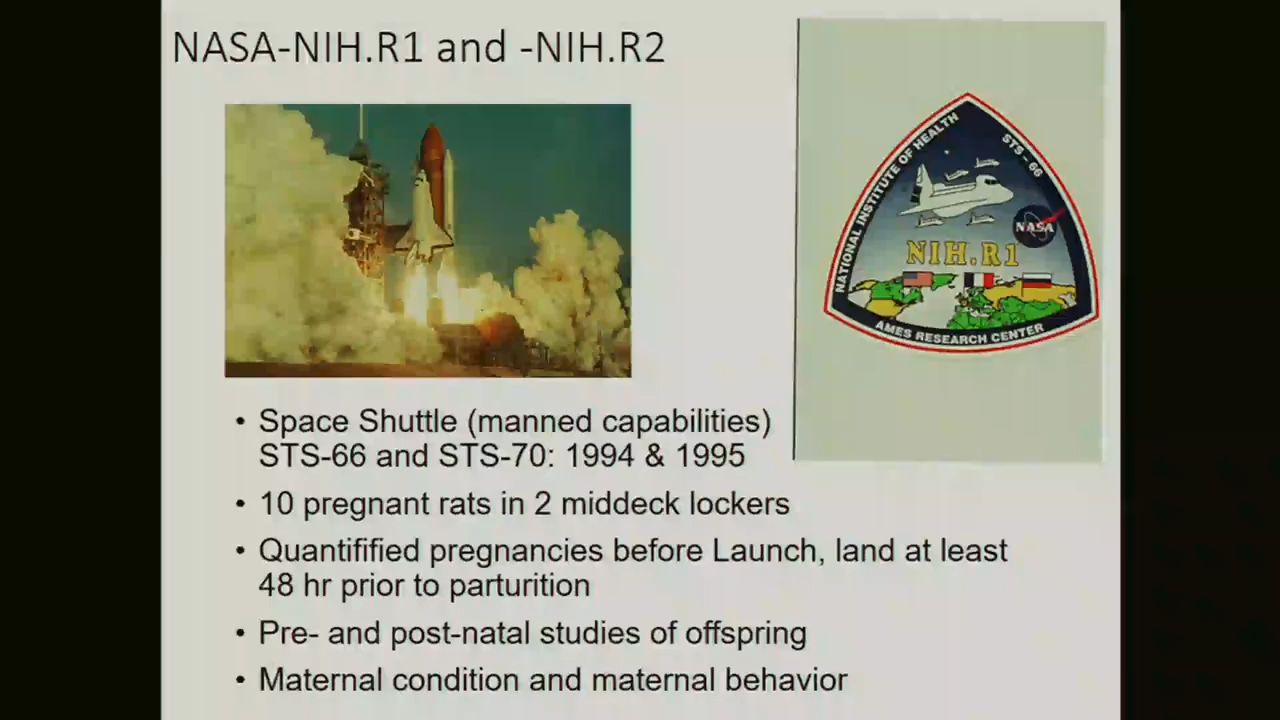 NASA-NIH.R1 and -NIH.R2
NATIONAL INSTITUTE OF HEALTH
STS - 66
NASA
NIH.R1
AMES RESEARCH CENTER
• Space Shuttle (manned capabilities)
STS-66 and STS-70: 1994 & 1995
• 10 pregnant rats in 2 middeck lockers
• Quantifified pregnancies before Launch, land at least
48 hr prior to parturition
• Pre- and post-natal studies of offspring
• Maternal condition and maternal behavior